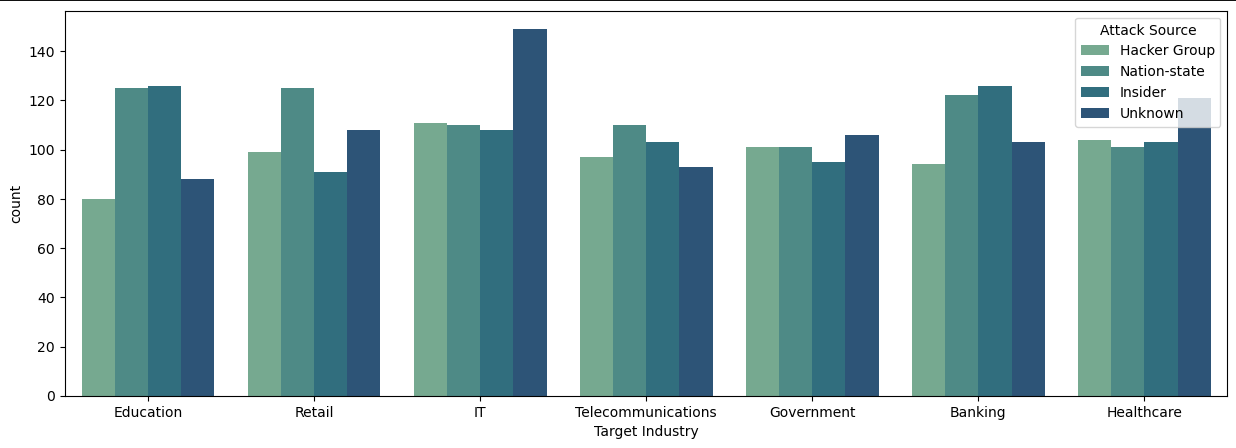 Attack Source
Hacker Group
Nation-state
Insider
Unknown
140
120
100
80
60
40
20
0
count
Education Retail IT Telecommunications Government Banking Healthcare
Target Industry